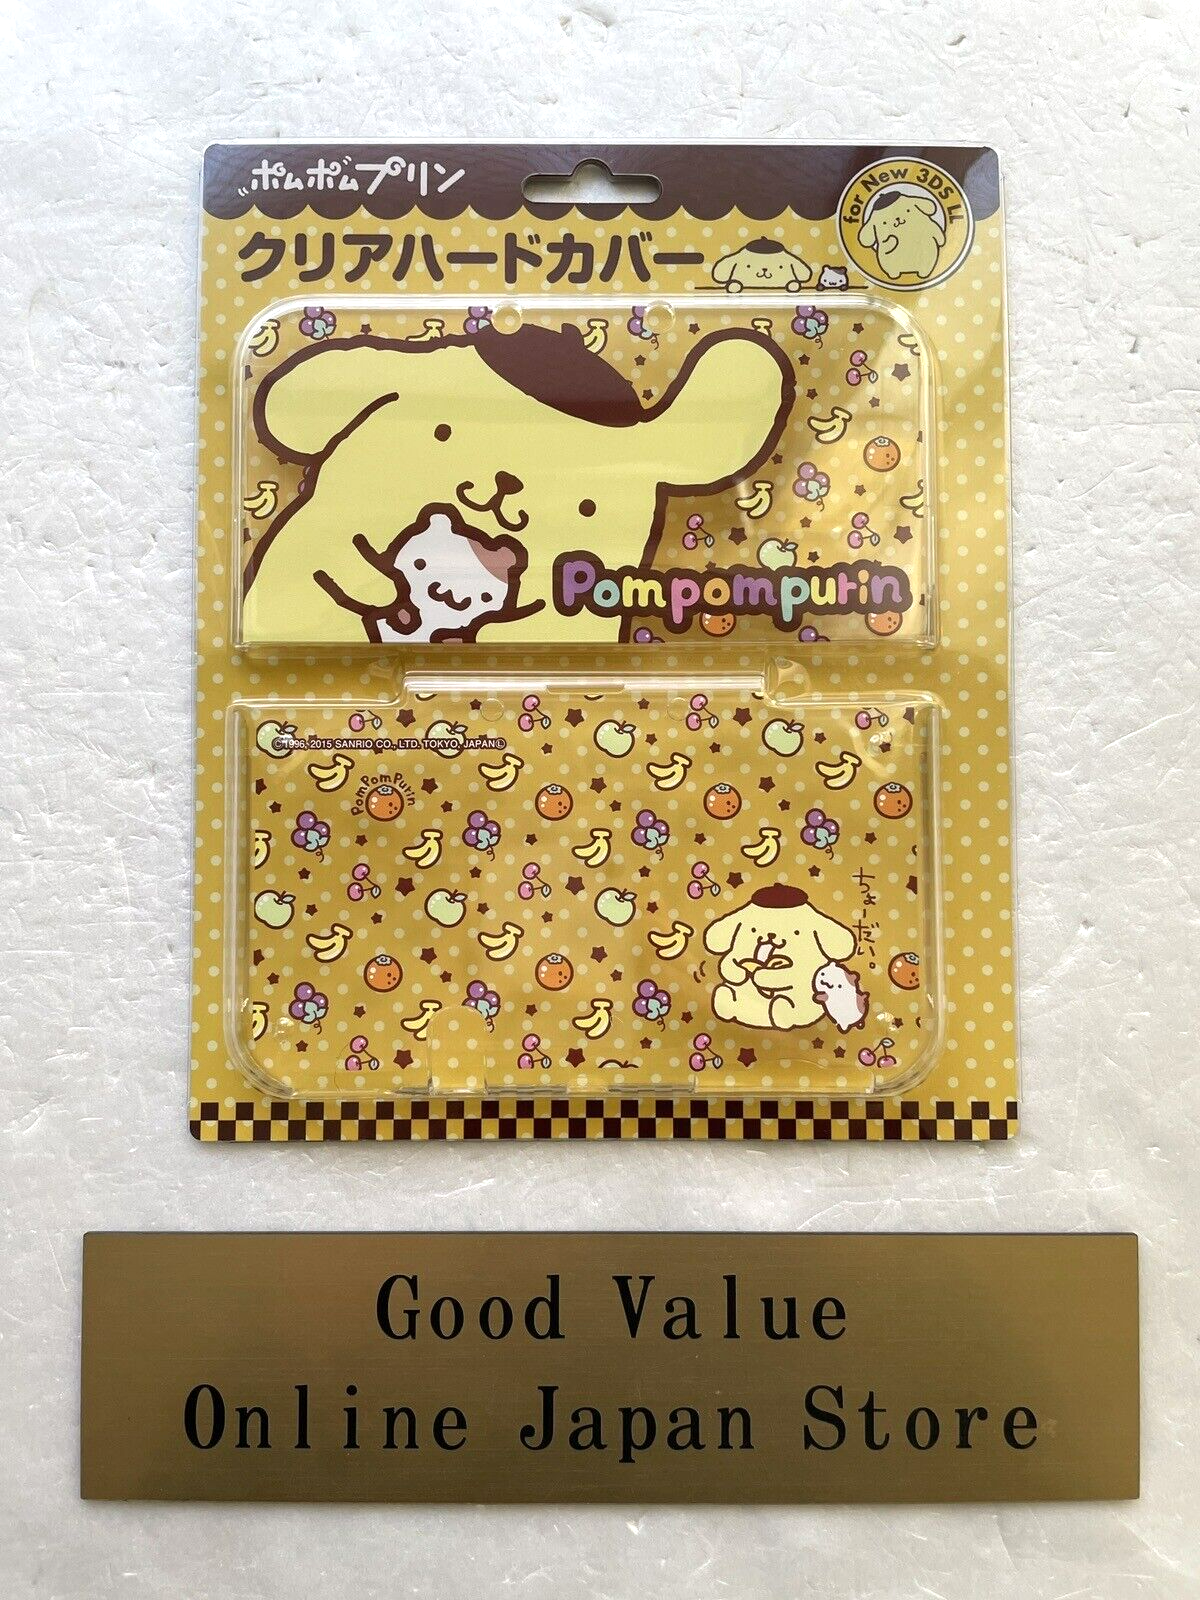 ポムポムプリン
for New 3DS LL
クリアハードカバー
Pompompurin
©1996, 2015 SANRIO CO., LTD. TOKYO, JAPAN Ⓛ
PomPomPurin
ちょーだい。
Good Value
Online Japan Store